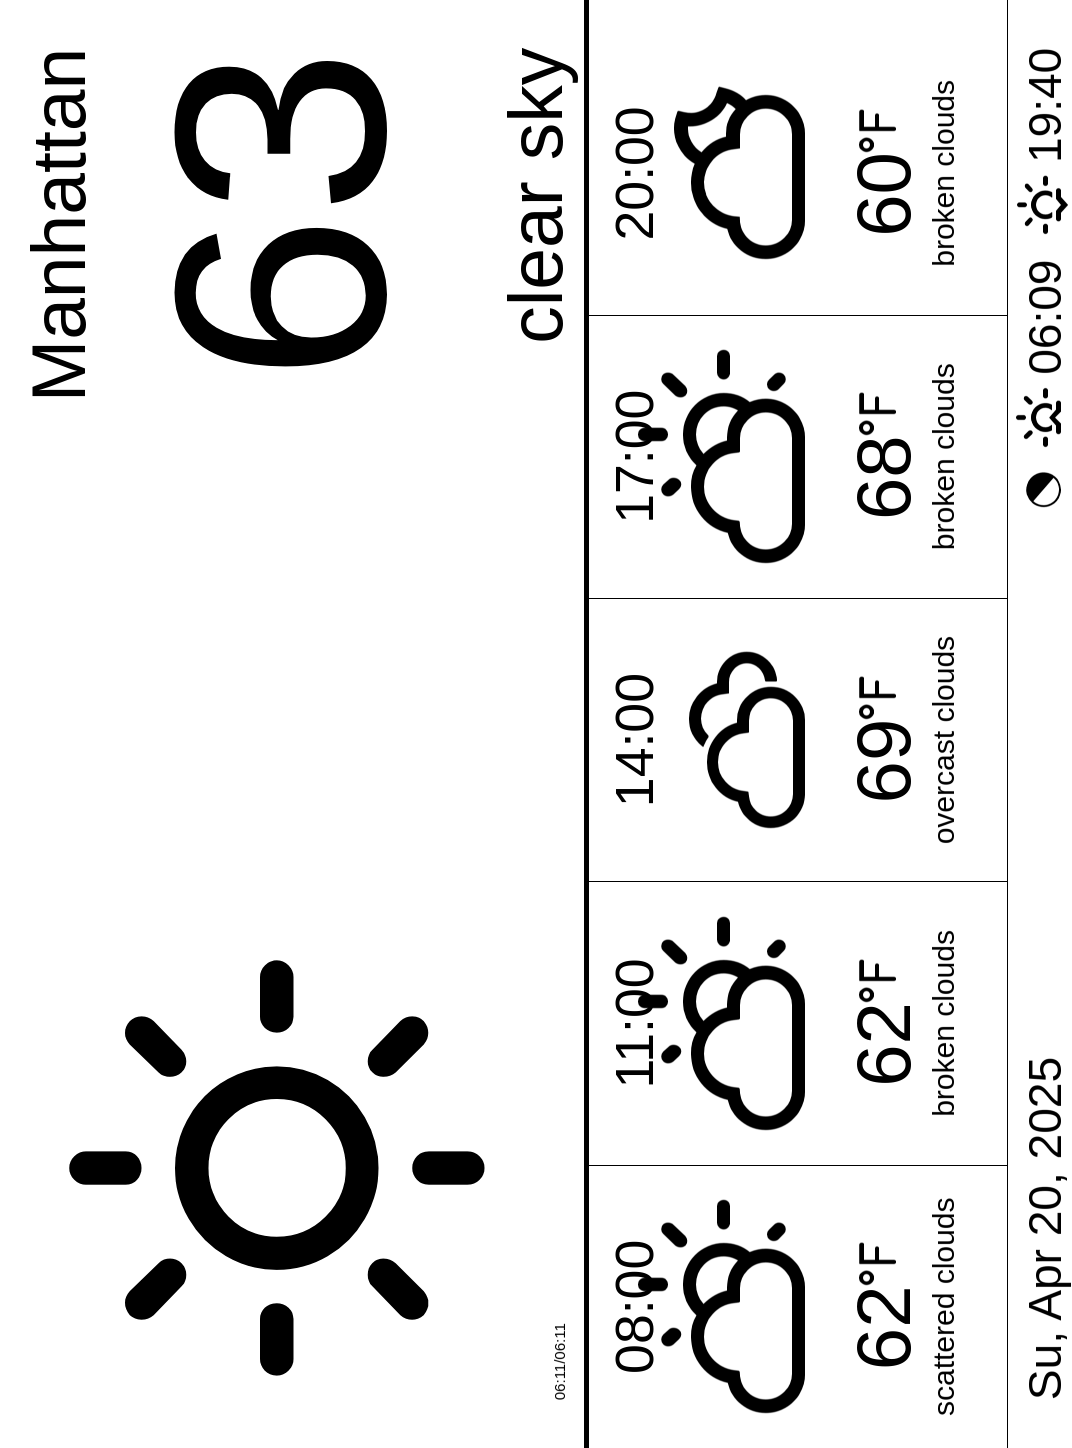 Manhattan
63
clear sky
06:11/06:11
08:00
62°F
scattered clouds
11:00
62°F
broken clouds
14:00
69°F
overcast clouds
17:00
68°F
broken clouds
20:00
60°F
broken clouds
Su, Apr 20, 2025
06:09
19:40